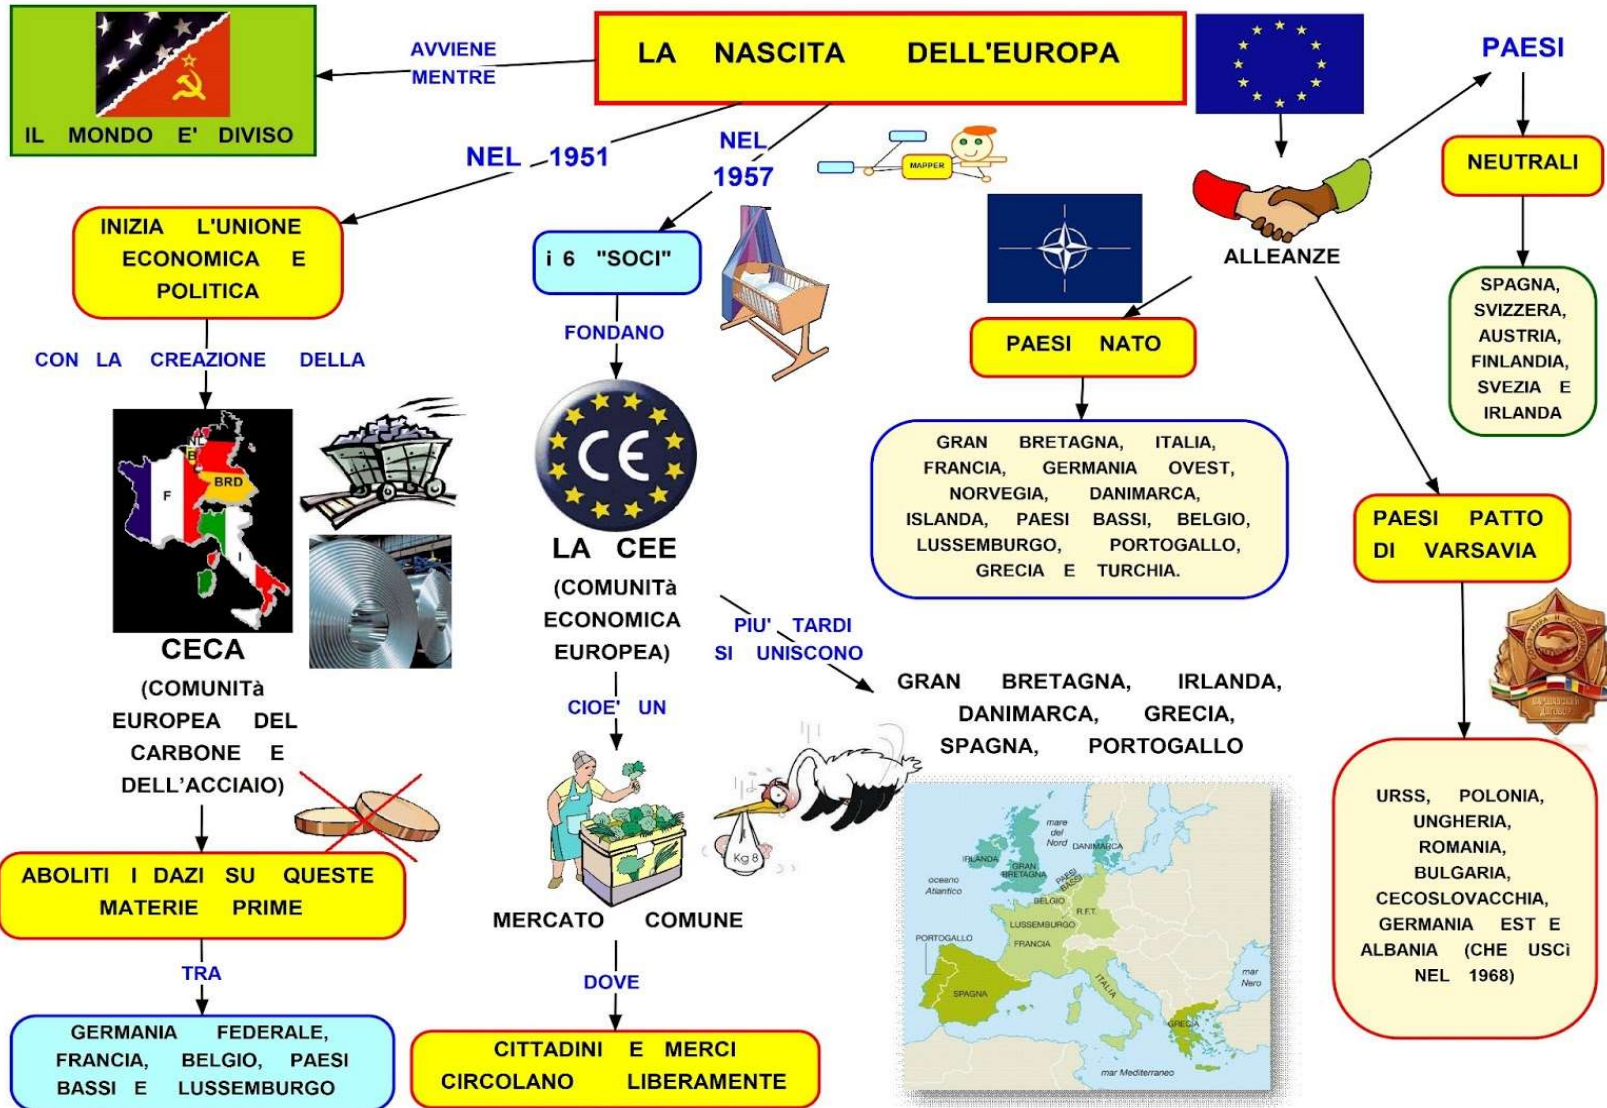 LA NASCITA DELL'EUROPA
AVVIENE
MENTRE
IL MONDO E' DIVISO
NEL 1951
INIZIA L'UNIONE
ECONOMICA E
POLITICA
CON LA CREAZIONE DELLA
NL
B
F
BRD
I
CECA
(COMUNITà
EUROPEA DEL
CARBONE E
DELL'ACCIAIO)
ABOLITI I DAZI SU QUESTE
MATERIE PRIME
TRA
GERMANIA FEDERALE,
FRANCIA, BELGIO, PAESI
BASSI E LUSSEMBURGO
NEL
1957
MAPPER
i 6 "SOCI"
FONDANO
CE
LA CEE
(COMUNITà
ECONOMICA
EUROPEA)
CIOE' UN
MERCATO COMUNE
DOVE
CITTADINI E MERCI
CIRCOLANO LIBERAMENTE
PIU' TARDI
SI UNISCONO
GRAN BRETAGNA, IRLANDA,
DANIMARCA, GRECIA,
SPAGNA, PORTOGALLO
Kg 8
mare
del
Nord
DANIMARCA
IRLANDA
GRAN
BRETAGNA
oceano
Atlantico
PAESI
BASSI
BELGIO
R.F.T.
LUSSEMBURGO
FRANCIA
PORTOGALLO
SPAGNA
ITALIA
mar
Nero
GRECIA
mar Mediterraneo
ALLEANZE
PAESI NATO
GRAN BRETAGNA, ITALIA,
FRANCIA, GERMANIA OVEST,
NORVEGIA, DANIMARCA,
ISLANDA, PAESI BASSI, BELGIO,
LUSSEMBURGO, PORTOGALLO,
GRECIA E TURCHIA.
PAESI
NEUTRALI
SPAGNA,
SVIZZERA,
AUSTRIA,
FINLANDIA,
SVEZIA E
IRLANDA
PAESI PATTO
DI VARSAVIA
URSS, POLONIA,
UNGHERIA,
ROMANIA,
BULGARIA,
CECOSLOVACCHIA,
GERMANIA EST E
ALBANIA (CHE USCì
NEL 1968)